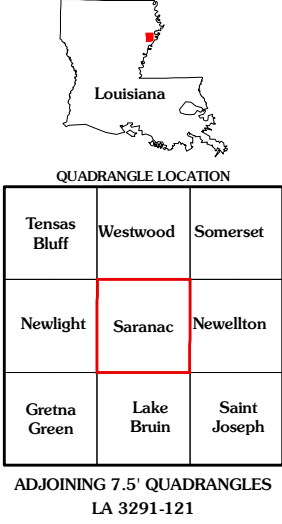 Louisiana
QUADRANGLE LOCATION
Tensas
Bluff
Westwood
Somerset
Newlight
Saranac
Newellton
Gretna
Green
Lake
Bruin
Saint
Joseph
ADJOINING 7.5' QUADRANGLES
LA 3291-121